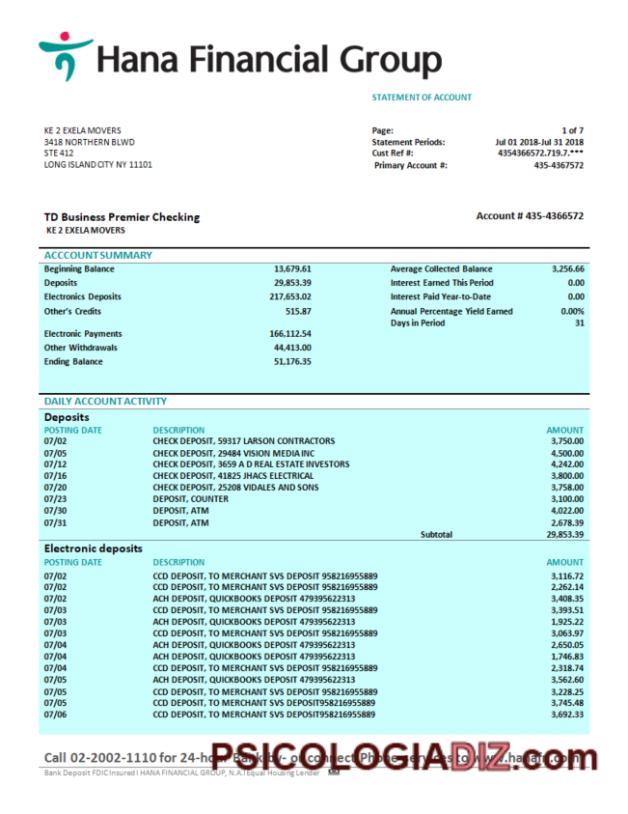 Hana Financial Group
STATEMENT OF ACCOUNT
KE 2 EXELA MOVERS
3418 NORTHERN BLWD
STE 412
LONG ISLAND CITY NY 11101
Page: 1 of 7
Statement Periods: Jul 01 2018-Jul 31 2018
Cust Ref #: 4354366572.719.7.***
Primary Account #: 435-4367572
TD Business Premier Checking
Account # 435-4366572
KE 2 EXELA MOVERS
ACCCOUNT SUMMARY
Beginning Balance 13,679.61 Average Collected Balance 3,256.66
Deposits 29,853.39 Interest Earned This Period 0.00
Electronics Deposits 217,653.02 Interest Paid Year-to-Date 0.00
Other's Credits 515.87 Annual Percentage Yield Earned 0.00%
Days in Period 31
Electronic Payments 166,112.54
Other Withdrawals 44,413.00
Ending Balance 51,176.35
DAILY ACCOUNT ACTIVITY
Deposits
POSTING DATE DESCRIPTION AMOUNT
07/02 CHECK DEPOSIT, 59317 LARSON CONTRACTORS 3,750.00
07/05 CHECK DEPOSIT, 29484 VISION MEDIA INC 4,500.00
07/12 CHECK DEPOSIT, 3659 A D REAL ESTATE INVESTORS 4,242.00
07/16 CHECK DEPOSIT, 41825 JHACS ELECTRICAL 3,800.00
07/20 CHECK DEPOSIT, 25208 VIDALES AND SONS 3,758.00
07/23 DEPOSIT, COUNTER 3,100.00
07/30 DEPOSIT, ATM 4,022.00
07/31 DEPOSIT, ATM 2,678.39
Subtotal 29,853.39
Electronic deposits
POSTING DATE DESCRIPTION AMOUNT
07/02 CCD DEPOSIT, TO MERCHANT SVS DEPOSIT 958216955889 3,116.72
07/02 CCD DEPOSIT, TO MERCHANT SVS DEPOSIT 958216955889 2,262.14
07/02 ACH DEPOSIT, QUICKBOOKS DEPOSIT 479395622313 3,408.35
07/03 CCD DEPOSIT, TO MERCHANT SVS DEPOSIT 958216955889 3,393.51
07/03 ACH DEPOSIT, QUICKBOOKS DEPOSIT 479395622313 1,925.22
07/03 CCD DEPOSIT, TO MERCHANT SVS DEPOSIT 958216955889 3,063.97
07/04 ACH DEPOSIT, QUICKBOOKS DEPOSIT 479395622313 2,650.05
07/04 ACH DEPOSIT, QUICKBOOKS DEPOSIT 479395622313 1,746.83
07/04 CCD DEPOSIT, TO MERCHANT SVS DEPOSIT 958216955889 2,318.74
07/05 ACH DEPOSIT, QUICKBOOKS DEPOSIT 479395622313 3,562.60
07/05 CCD DEPOSIT, TO MERCHANT SVS DEPOSIT 958216955889 3,228.25
07/05 CCD DEPOSIT, TO MERCHANT SVS DEPOSIT958216955889 3,745.48
07/06 CCD DEPOSIT, TO MERCHANT SVS DEPOSIT958216955889 3,692.33
Call 02-2002-1110 for 24-hour Bank-by- or connect Phone services to
PSICOLOGIADIZ.com
Bank Deposit FDIC Insured I HANA FINANCIAL GROUP, N.A. I Equal Housing Lender